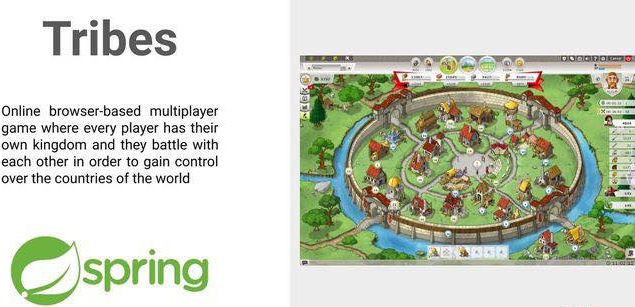 Tribes
Online browser-based multiplayer
game where every player has their
own kingdom and they battle with
each other in order to gain control
over the countries of the world
spring